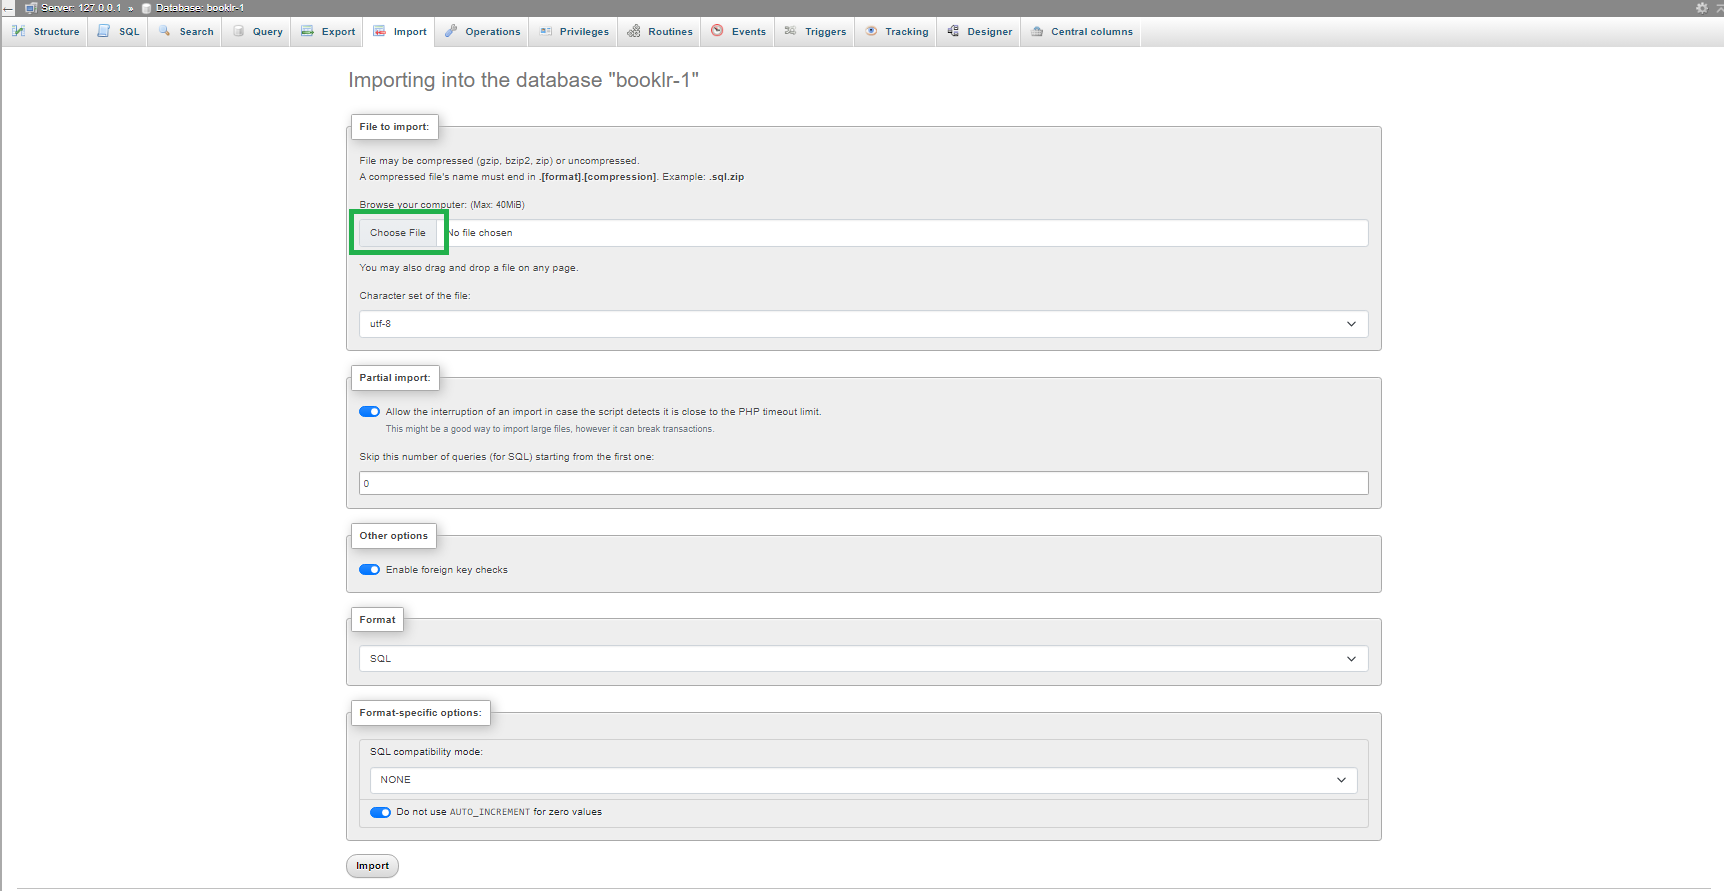 Server: 127.0.0.1 » Database: booklr-1
Structure SQL Search Query Export Import Operations Privileges Routines Events Triggers Tracking Designer Central columns
Importing into the database "booklr-1"
File to import:
File may be compressed (gzip, bzip2, zip) or uncompressed.
A compressed file's name must end in .[format].[compression]. Example: .sql.zip
Browse your computer: (Max: 40MiB)
Choose File No file chosen
You may also drag and drop a file on any page.
Character set of the file:
utf-8
Partial import:
Allow the interruption of an import in case the script detects it is close to the PHP timeout limit.
This might be a good way to import large files, however it can break transactions.
Skip this number of queries (for SQL) starting from the first one:
0
Other options
Enable foreign key checks
Format
SQL
Format-specific options:
SQL compatibility mode:
NONE
Do not use AUTO_INCREMENT for zero values
Import